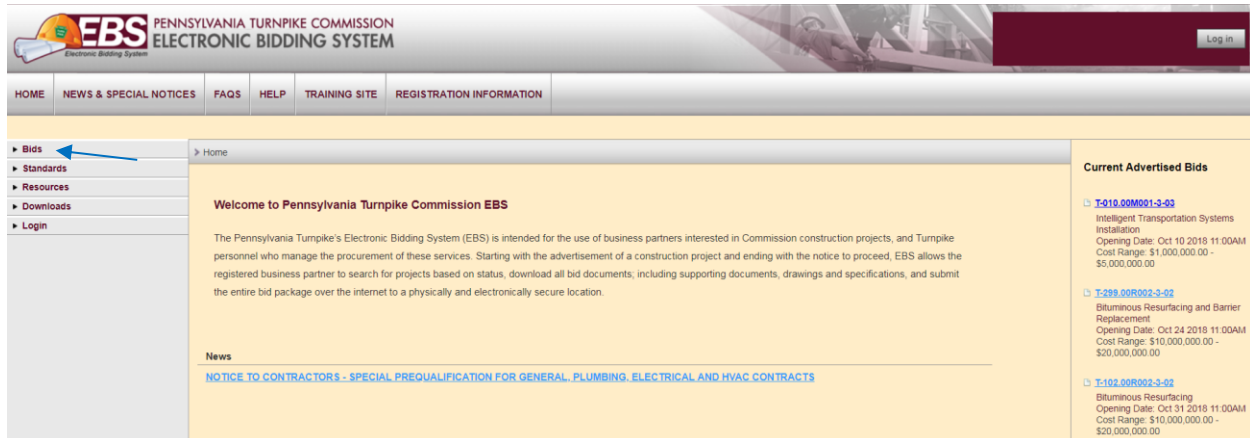 EBS
Electronic Bidding System
PENNSYLVANIA TURNPIKE COMMISSION
ELECTRONIC BIDDING SYSTEM
Log in
HOME NEWS & SPECIAL NOTICES FAQS HELP TRAINING SITE REGISTRATION INFORMATION
Bids
Standards
Resources
Downloads
Login
Home
Welcome to Pennsylvania Turnpike Commission EBS
The Pennsylvania Turnpike's Electronic Bidding System (EBS) is intended for the use of business partners interested in Commission construction projects, and Turnpike
personnel who manage the procurement of these services. Starting with the advertisement of a construction project and ending with the notice to proceed, EBS allows the
registered business partner to search for projects based on status, download all bid documents; including supporting documents, drawings and specifications, and submit
the entire bid package over the internet to a physically and electronically secure location.
News
NOTICE TO CONTRACTORS - SPECIAL PREQUALIFICATION FOR GENERAL, PLUMBING, ELECTRICAL AND HVAC CONTRACTS
Current Advertised Bids
T-010.00M001-3-03
Intelligent Transportation Systems
Installation
Opening Date: Oct 10 2018 11:00AM
Cost Range: $1,000,000.00 -
$5,000,000.00
T-299.00R002-3-02
Bituminous Resurfacing and Barrier
Replacement
Opening Date: Oct 24 2018 11:00AM
Cost Range: $10,000,000.00 -
$20,000,000.00
T-102.00R002-3-02
Bituminous Resurfacing
Opening Date: Oct 31 2018 11:00AM
Cost Range: $10,000,000.00 -
$20,000,000.00